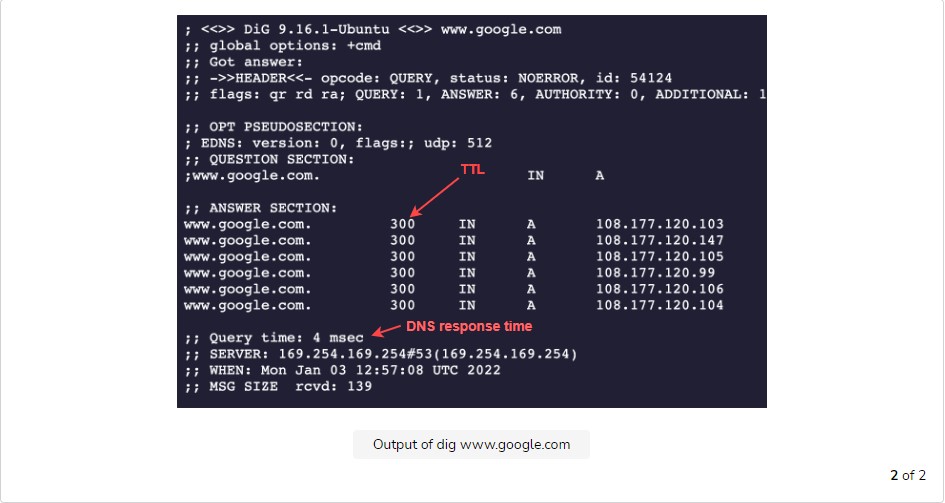 ; <<>> DiG 9.16.1-Ubuntu <<>> www.google.com
;; global options: +cmd
;; Got answer:
;; ->>HEADER<<- opcode: QUERY, status: NOERROR, id: 54124
;; flags: qr rd ra; QUERY: 1, ANSWER: 6, AUTHORITY: 0, ADDITIONAL: 1
;; OPT PSEUDOSECTION:
; EDNS: version: 0, flags:; udp: 512
;; QUESTION SECTION:
TTL
;www.google.com. IN A
;; ANSWER SECTION:
www.google.com. 300 IN A 108.177.120.103
www.google.com. 300 IN A 108.177.120.147
www.google.com. 300 IN A 108.177.120.105
www.google.com. 300 IN A 108.177.120.99
www.google.com. 300 IN A 108.177.120.106
www.google.com. 300 IN A 108.177.120.104
DNS response time
;; Query time: 4 msec
;; SERVER: 169.254.169.254#53(169.254.169.254)
;; WHEN: Mon Jan 03 12:57:08 UTC 2022
;; MSG SIZE rcvd: 139
Output of dig www.google.com
2 of 2